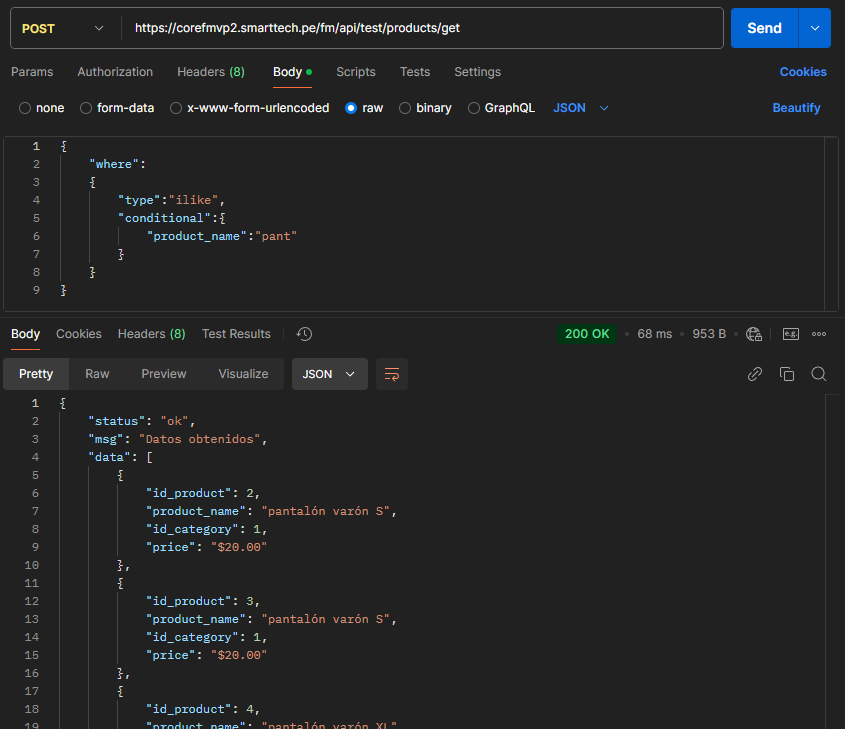 POST https://corefmvp2.smarttech.pe/fm/api/test/products/get Send
Params Authorization Headers (8) Body Scripts Tests Settings Cookies
none form-data x-www-form-urlencoded raw binary GraphQL JSON Beautify
1 {
2 "where":
3 {
4 "type":"ilike",
5 "conditional":{
6 "product_name":"pant"
7 }
8 }
9 }
Body Cookies Headers (8) Test Results 200 OK 68 ms 953 B e.g.
Pretty Raw Preview Visualize JSON
1 {
2 "status": "ok",
3 "msg": "Datos obtenidos",
4 "data": [
5 {
6 "id_product": 2,
7 "product_name": "pantalón varón S",
8 "id_category": 1,
9 "price": "$20.00"
10 },
11 {
12 "id_product": 3,
13 "product_name": "pantalón varón S",
14 "id_category": 1,
15 "price": "$20.00"
16 },
17 {
18 "id_product": 4,
19 "product_name": "pantalón varón XL"